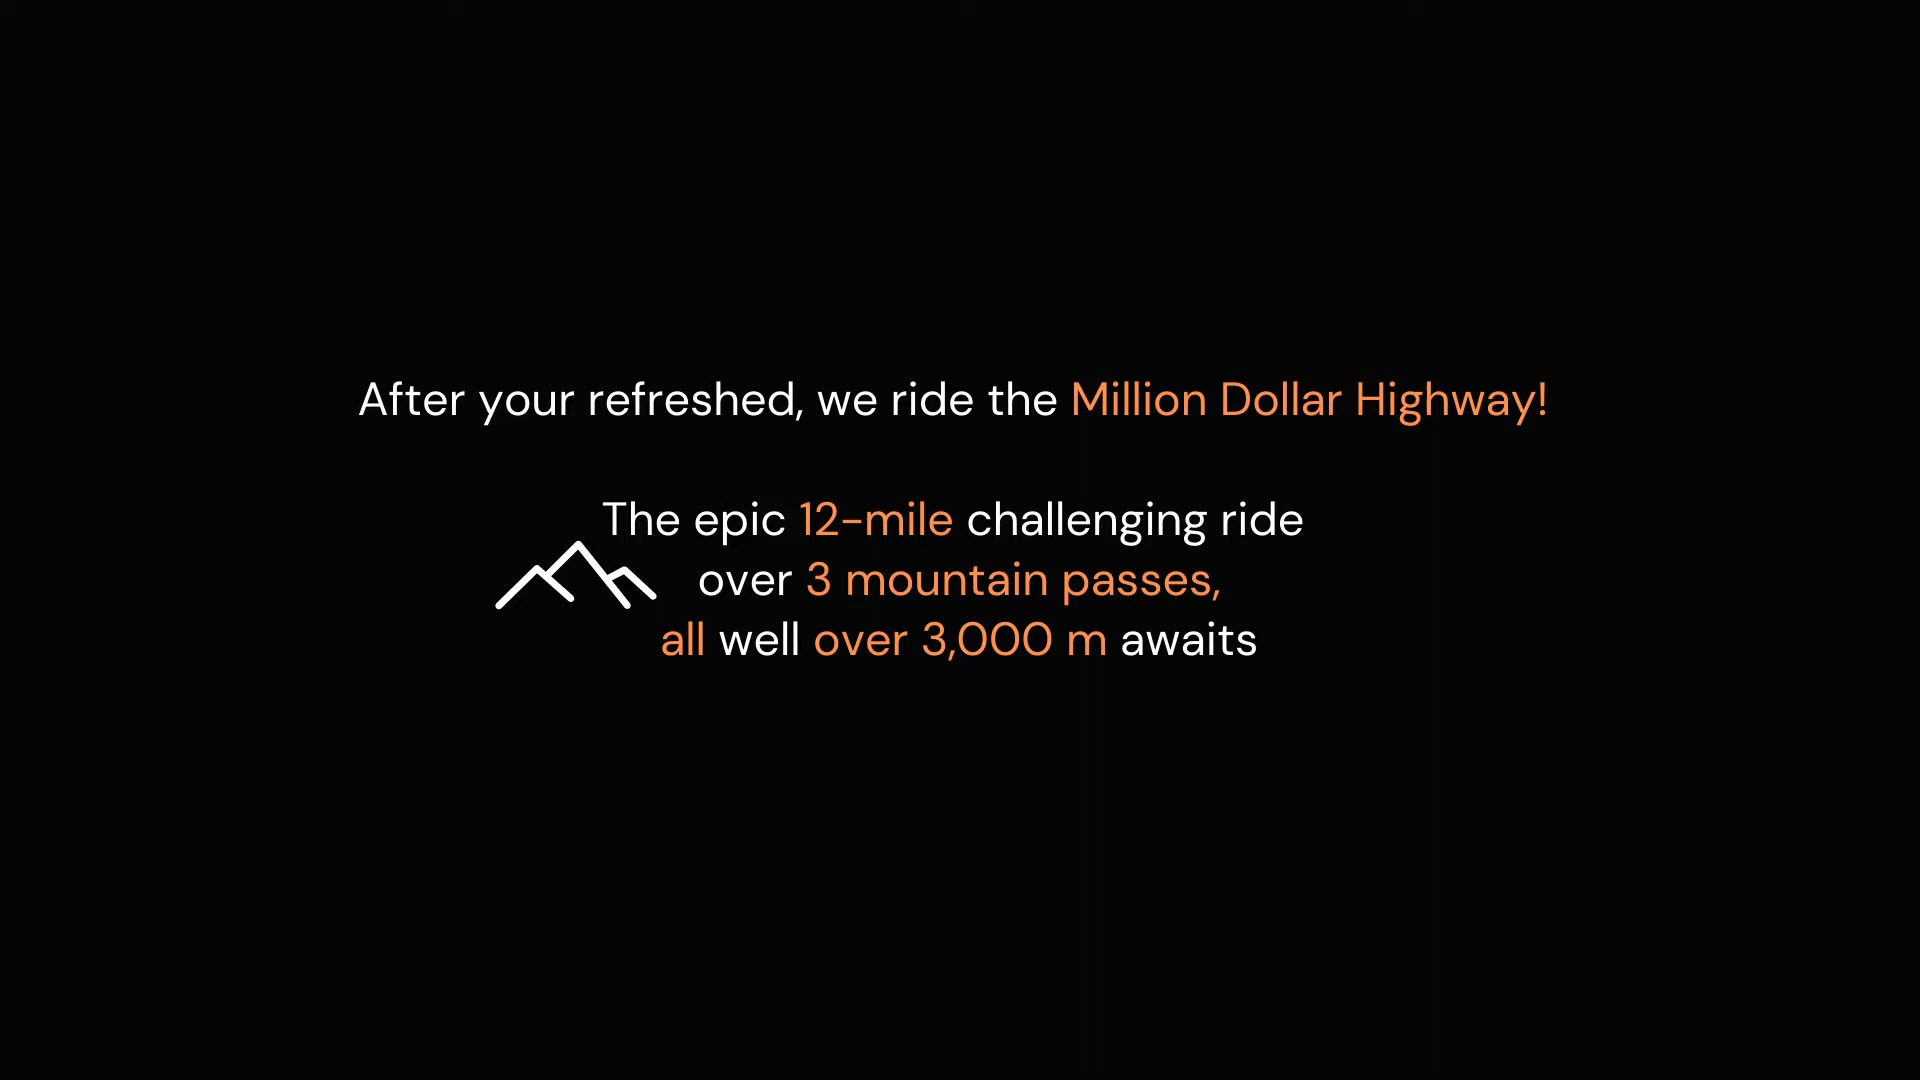 After your refreshed, we ride the Million Dollar Highway!
The epic 12-mile challenging ride
over 3 mountain passes,
all well over 3,000 m awaits